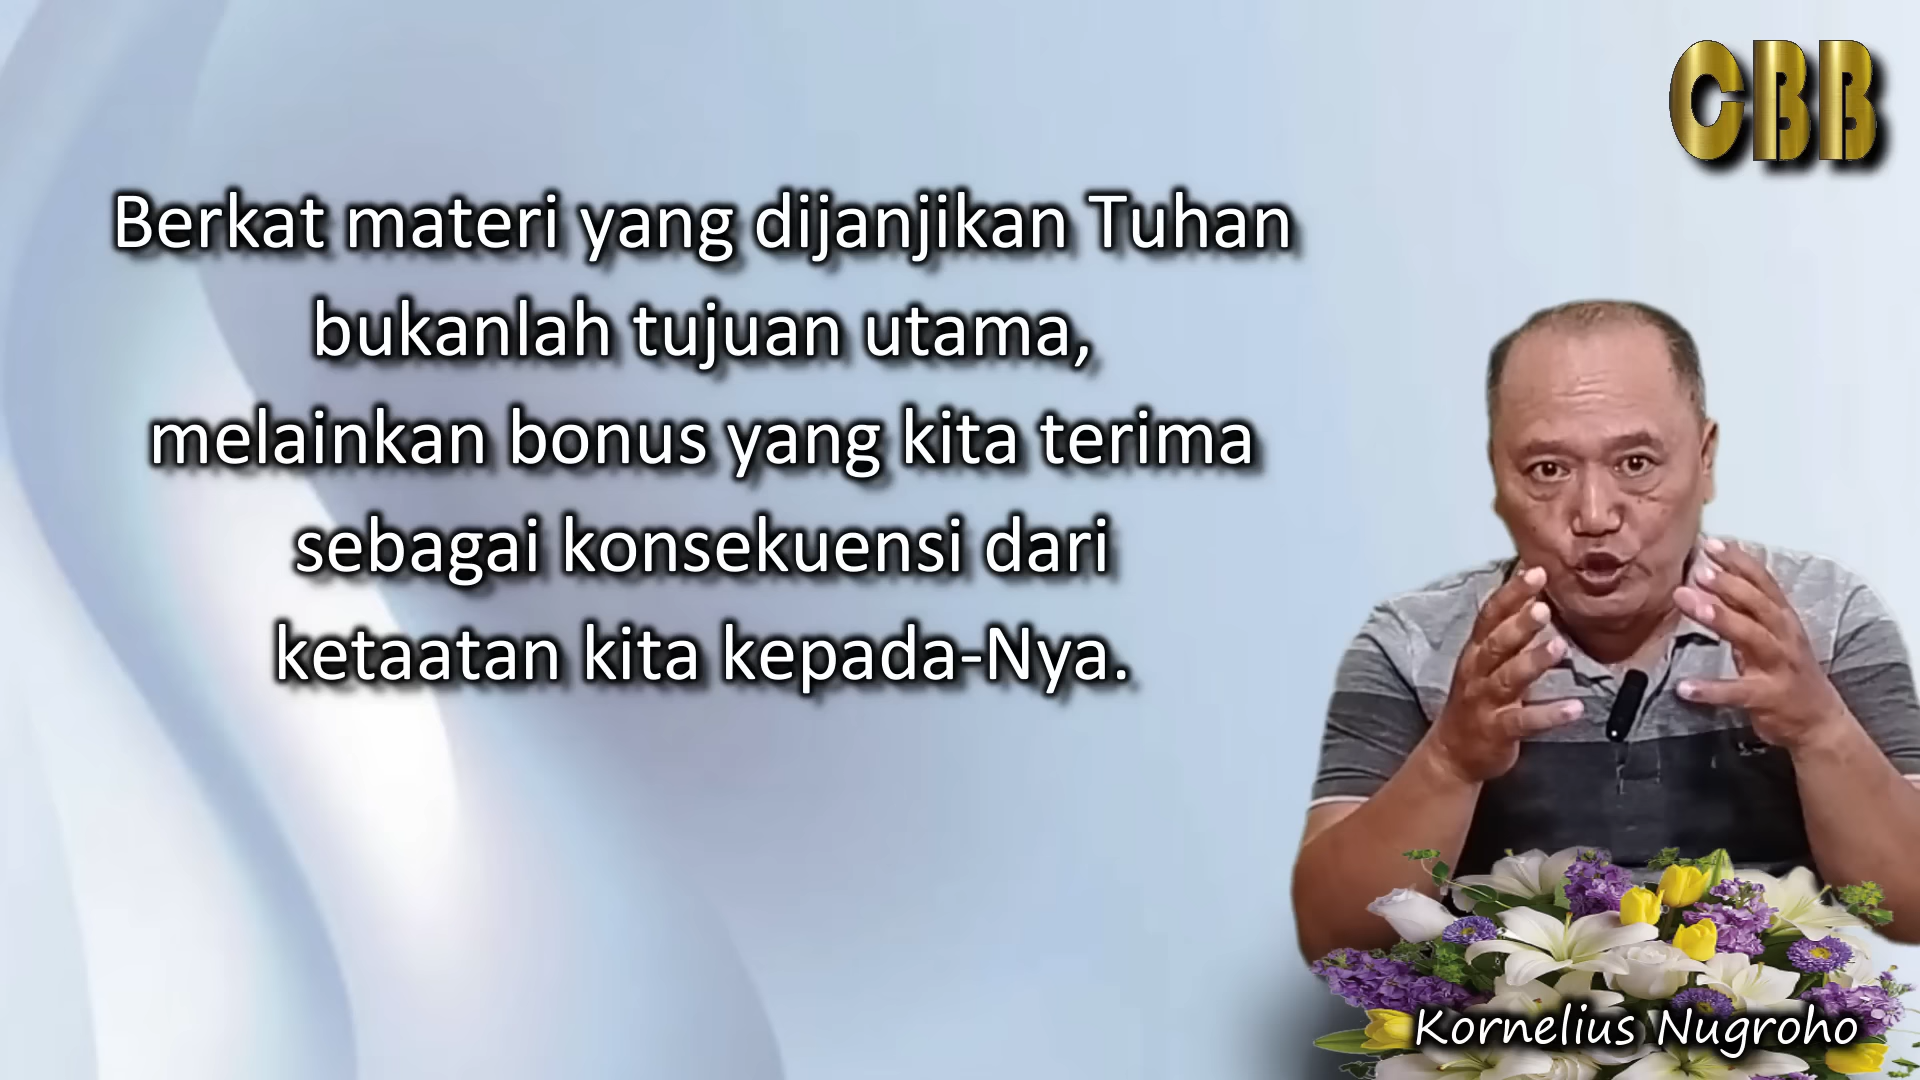 CBB
Berkat materi yang dijanjikan Tuhan
bukanlah tujuan utama,
melainkan bonus yang kita terima
sebagai konsekuensi dari
ketaatan kita kepada-Nya.
Kornelius Nugroho